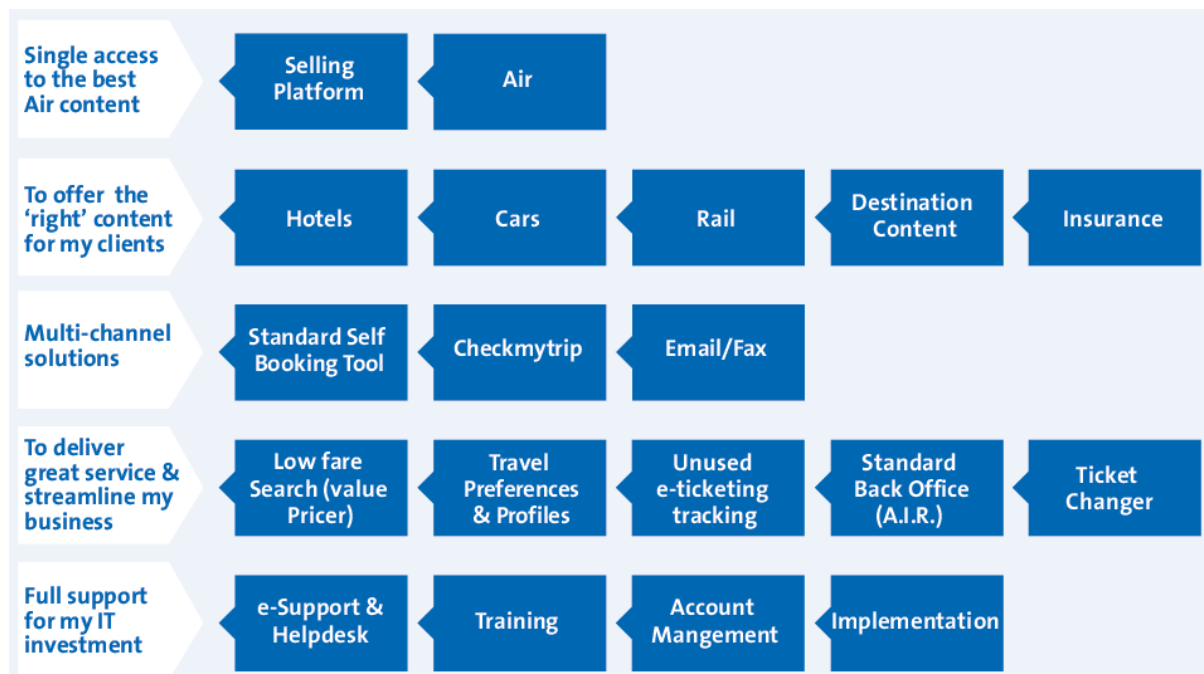 Single access
to the best
Air content
Selling
Platform
Air
To offer the
‘right’ content
for my clients
Hotels
Cars
Rail
Destination
Content
Insurance
Multi-channel
solutions
Standard Self
Booking Tool
Checkmytrip
Email/Fax
To deliver
great service &
streamline my
business
Low fare
Search (value
Pricer)
Travel
Preferences
& Profiles
Unused
e-ticketing
tracking
Standard
Back Office
(A.I.R.)
Ticket
Changer
Full support
for my IT
investment
e-Support &
Helpdesk
Training
Account
Mangement
Implementation